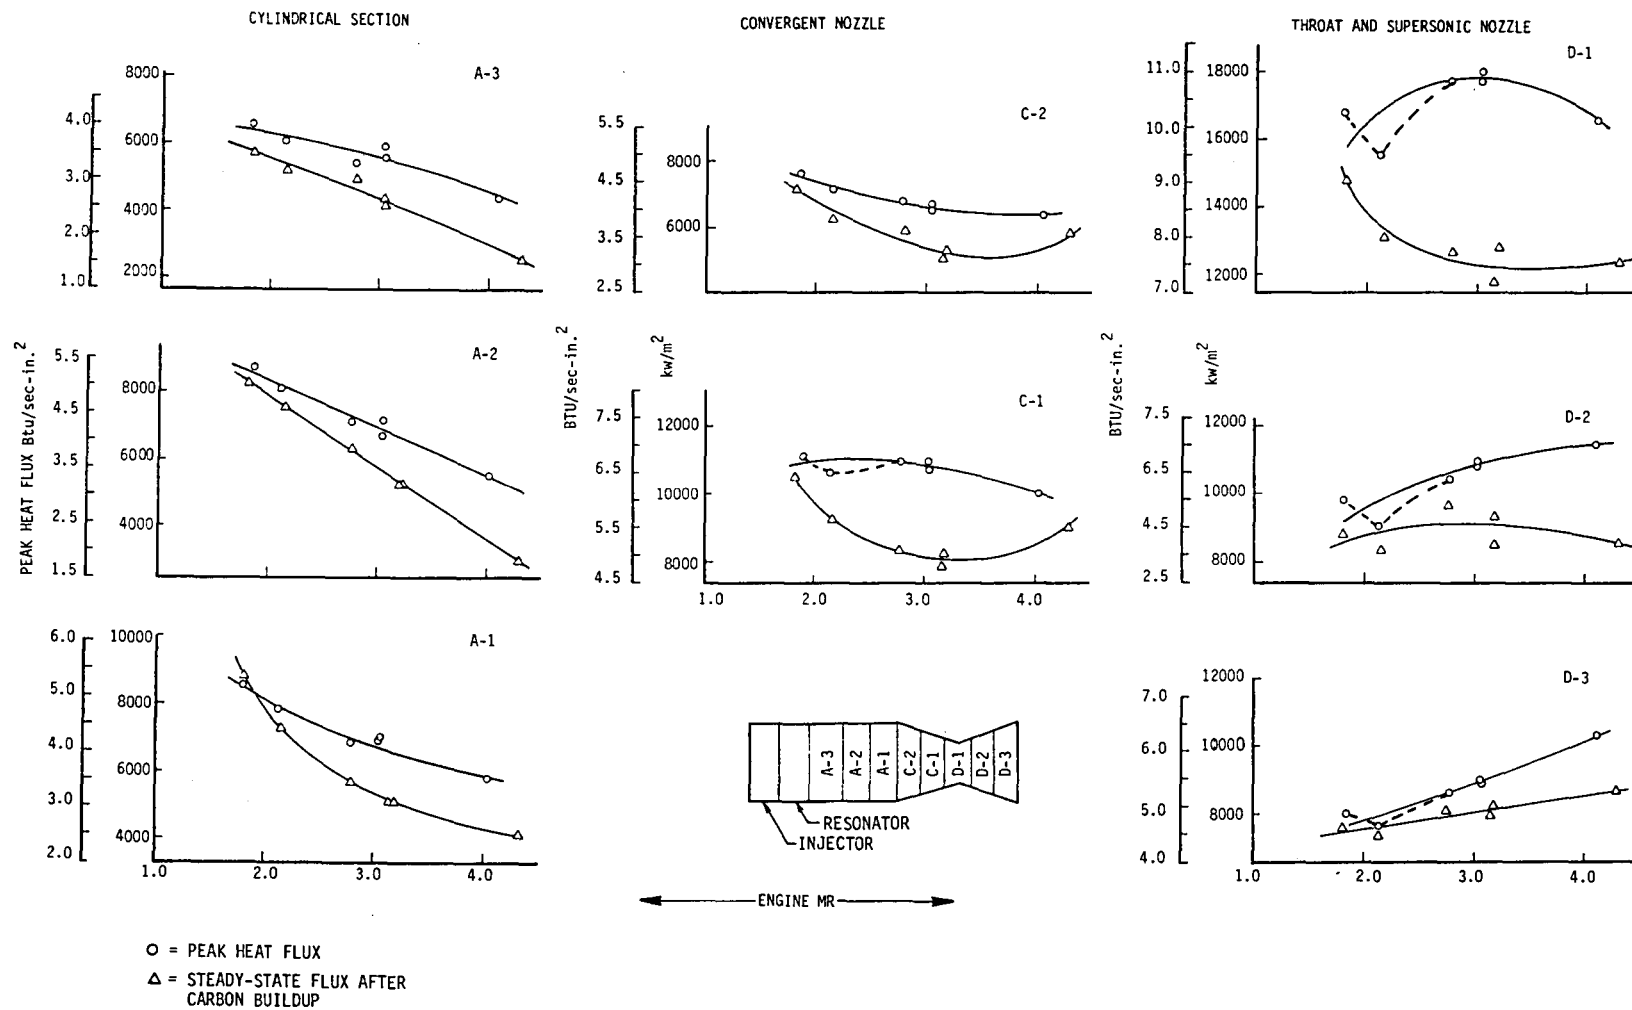 CYLINDRICAL SECTION
CONVERGENT NOZZLE
THROAT AND SUPERSONIC NOZZLE
A-3
8000
6000
4000
2000
4.0
3.0
2.0
1.0
C-2
5.5
4.5
3.5
2.5
8000
6000
D-1
11.0
10.0
9.0
8.0
7.0
18000
16000
14000
12000
PEAK HEAT FLUX Btu/sec-in.2
A-2
5.5
4.5
3.5
2.5
1.5
8000
6000
4000
BTU/sec-in.2
kw/m2
C-1
7.5
6.5
5.5
4.5
12000
10000
8000
1.0 2.0 3.0 4.0
BTU/sec-in.2
kw/m2
D-2
7.5
6.5
4.5
2.5
12000
10000
8000
A-1
6.0
5.0
4.0
3.0
2.0
10000
8000
6000
4000
1.0 2.0 3.0 4.0
A-3 A-2 A-1 C-2 C-1 D-1 D-2 D-3
RESONATOR
INJECTOR
ENGINE MR
D-3
7.0
6.0
5.0
4.0
12000
10000
8000
1.0 2.0 3.0 4.0
O = PEAK HEAT FLUX
△ = STEADY-STATE FLUX AFTER
CARBON BUILDUP